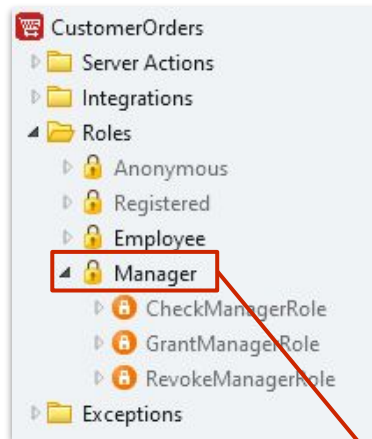 CustomerOrders
Server Actions
Integrations
Roles
Anonymous
Registered
Employee
Manager
CheckManagerRole
GrantManagerRole
RevokeManagerRole
Exceptions